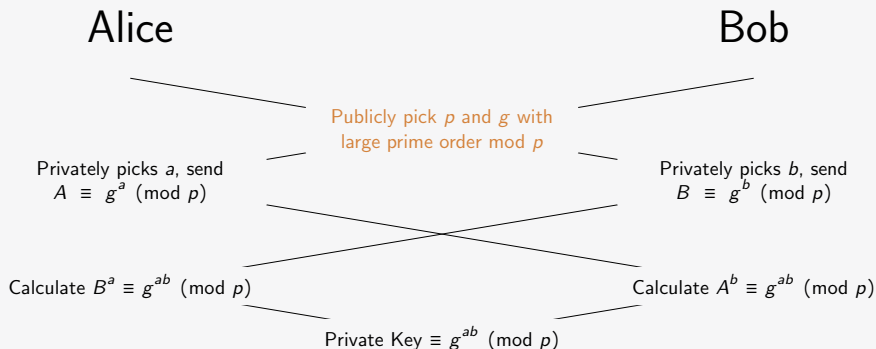 Alice
Bob
Publicly pick p and g with
large prime order mod p
Privately picks a, send
A ≡ g^a (mod p)
Privately picks b, send
B ≡ g^b (mod p)
Calculate B^a ≡ g^ab (mod p)
Calculate A^b ≡ g^ab (mod p)
Private Key ≡ g^ab (mod p)